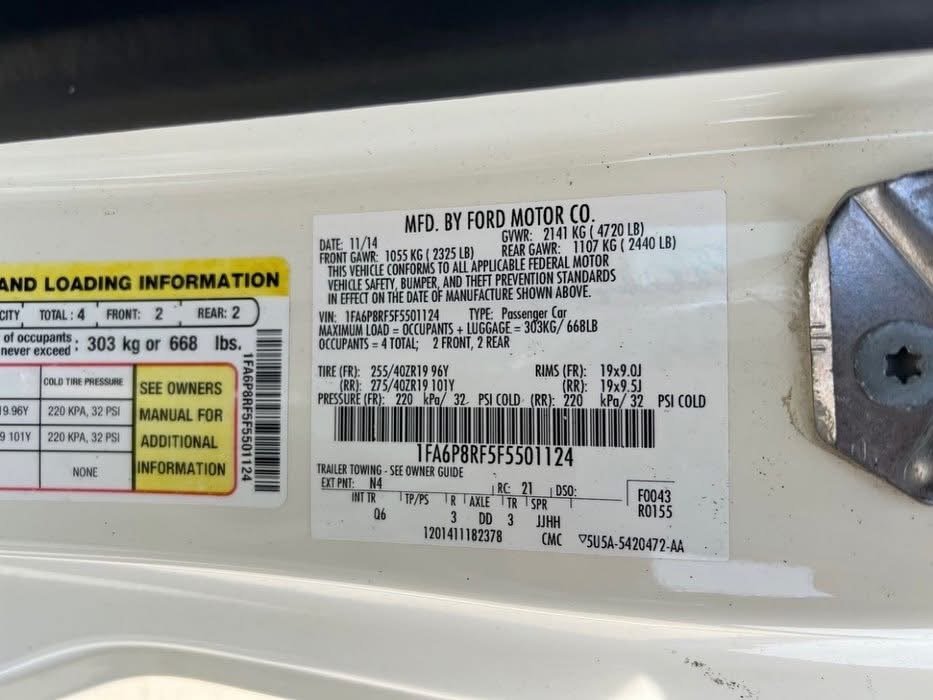 MFD. BY FORD MOTOR CO.
DATE: 11/14 GVWR: 2141 KG ( 4720 LB)
FRONT GAWR: 1055 KG ( 2325 LB) REAR GAWR: 1107 KG ( 2440 LB)
THIS VEHICLE CONFORMS TO ALL APPLICABLE FEDERAL MOTOR
VEHICLE SAFETY, BUMPER, AND THEFT PREVENTION STANDARDS
IN EFFECT ON THE DATE OF MANUFACTURE SHOWN ABOVE.
VIN: 1FA6P8RF5F5501124 TYPE: Passenger Car
MAXIMUM LOAD = OCCUPANTS + LUGGAGE = 303KG/ 668LB
OCCUPANTS = 4 TOTAL; 2 FRONT, 2 REAR
TIRE (FR): 255/40ZR19 96Y RIMS (FR): 19x9.0J
(RR): 275/40ZR19 101Y (RR): 19x9.5J
PRESSURE (FR): 220 kPa/ 32 PSI COLD (RR): 220 kPa/ 32 PSI COLD
1FA6P8RF5F5501124
TRAILER TOWING - SEE OWNER GUIDE
EXT PNT: N4 RC: 21 DSO:
INT TR TP/PS R AXLE TR SPR
Q6 3 DD 3 JJHH
F0043
R0155
1201411182378 CMC ▽5U5A-5420472-AA
AND LOADING INFORMATION
CITY TOTAL : 4 FRONT: 2 REAR: 2
of occupants
never exceed : 303 kg or 668 lbs.
COLD TIRE PRESSURE
19 96Y 220 KPA, 32 PSI
9 101Y 220 KPA, 32 PSI
NONE
SEE OWNERS
MANUAL FOR
ADDITIONAL
INFORMATION
1FA6P8RF5F5501124